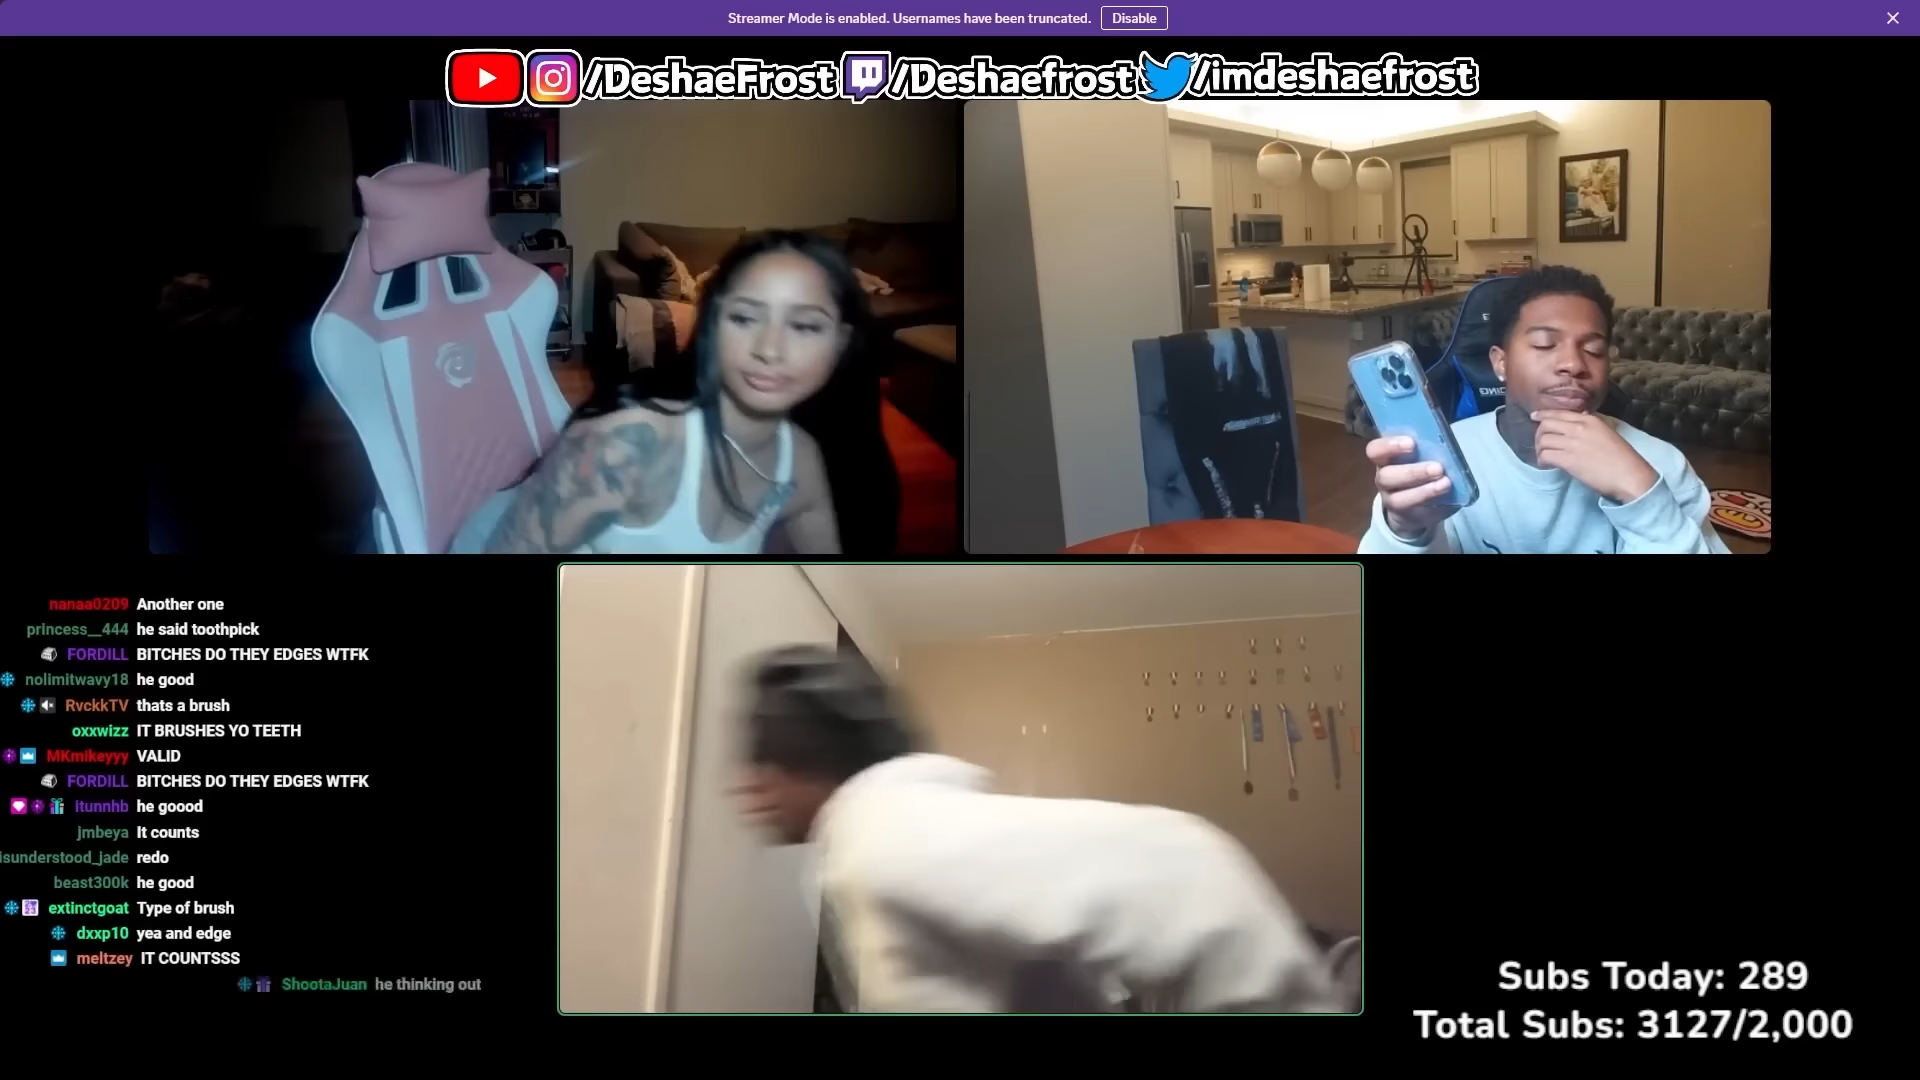 Streamer Mode is enabled. Usernames have been truncated. Disable
/DeshaeFrost /Deshaefrost /imdeshaefrost
nanaa0209 Another one
princess__444 he said toothpick
FORDILL BITCHES DO THEY EDGES WTFK
nolimitwavy18 he good
RvckkTV thats a brush
oxxwizz IT BRUSHES YO TEETH
MKmikeyyy VALID
FORDILL BITCHES DO THEY EDGES WTFK
ltunnhb he goood
jmbeya It counts
isunderstood_jade redo
beast300k he good
extinctgoat Type of brush
dxxp10 yea and edge
meltzey IT COUNTSSS
ShootaJuan he thinking out
Subs Today: 289
Total Subs: 3127/2,000